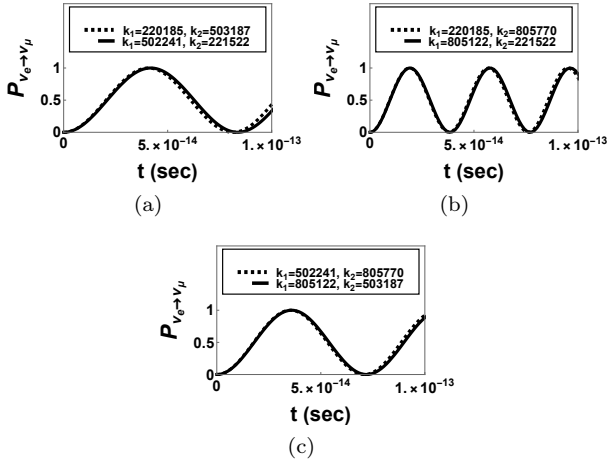 k₁=220185, k₂=503187
k₁=502241, k₂=221522
P_{νₑ→ν_μ}
1
0.5
0
0 5.×10⁻¹⁴ 1.×10⁻¹³
t (sec)
(a)
k₁=220185, k₂=805770
k₁=805122, k₂=221522
P_{νₑ→ν_μ}
1
0.5
0
0 5.×10⁻¹⁴ 1.×10⁻¹³
t (sec)
(b)
k₁=502241, k₂=805770
k₁=805122, k₂=503187
P_{νₑ→ν_μ}
1
0.5
0
0 5.×10⁻¹⁴ 1.×10⁻¹³
t (sec)
(c)